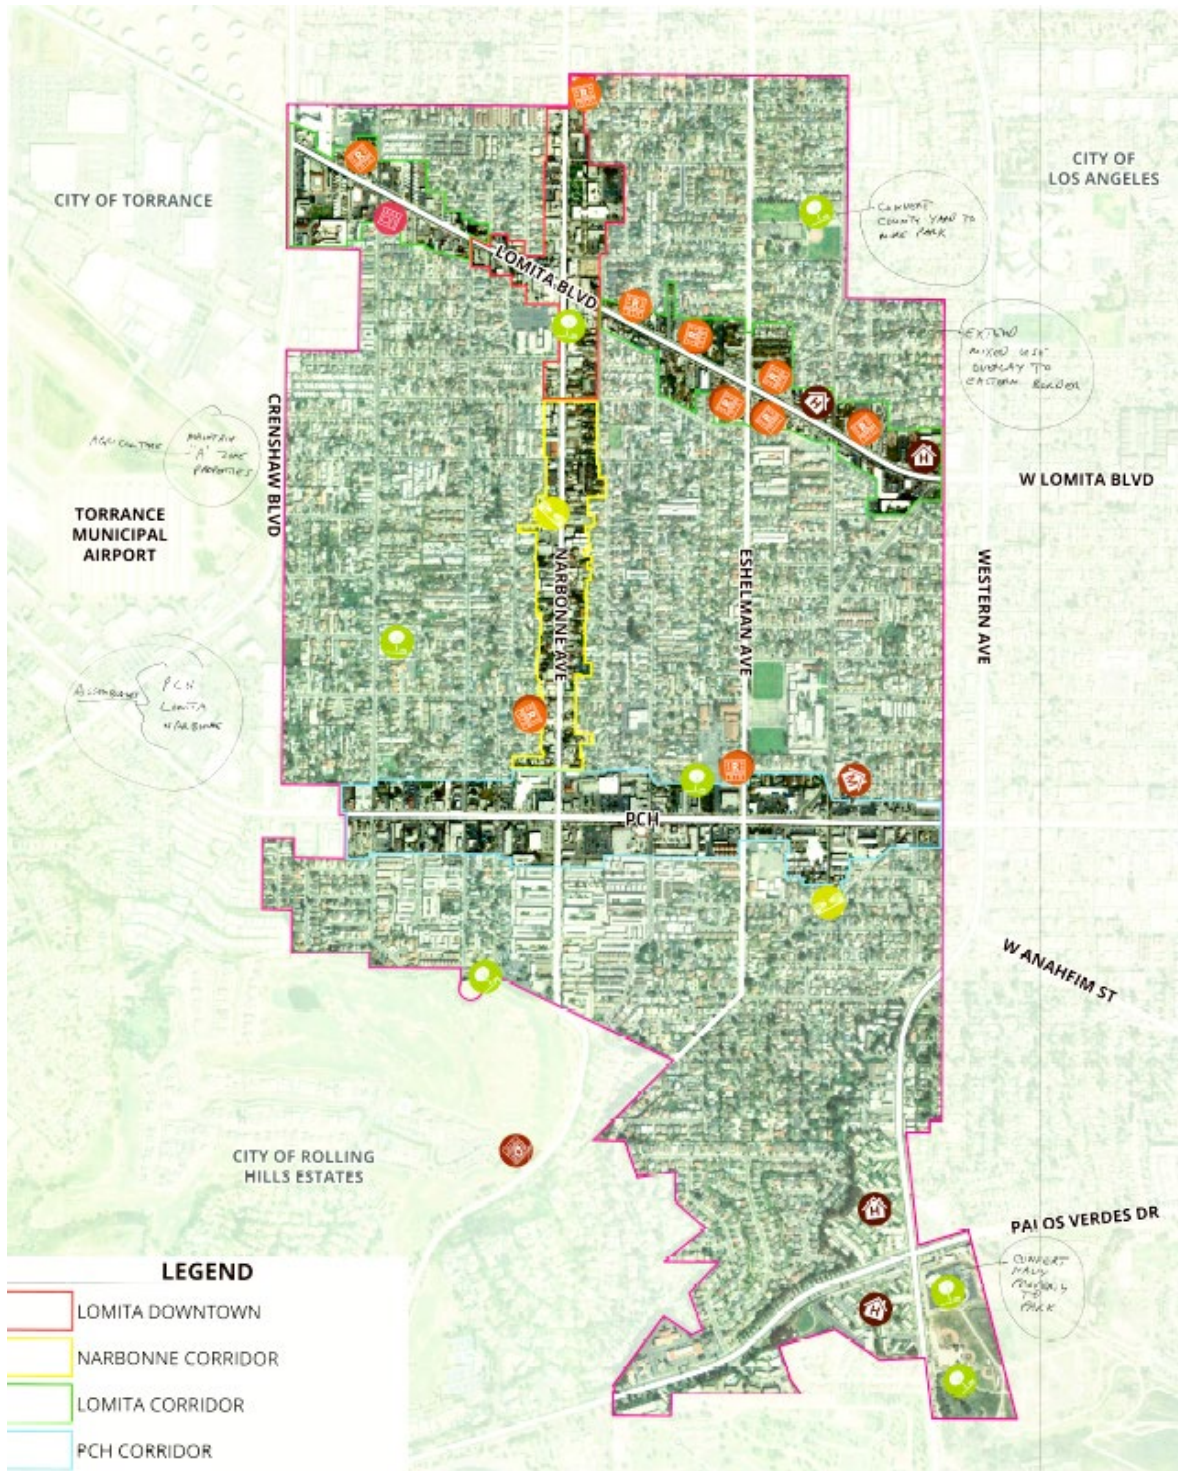 CITY OF TORRANCE
CITY OF
LOS ANGELES
CONVERT
COUNTY YARD TO
MORE PARK
LOMITA BLVD
EXTEND
MIXED USE
OVERLAY TO
EASTERN BORDER
CRENSHAW BLVD
AGRICULTURE
MAINTAIN
"A" ZONE
PROPERTIES
W LOMITA BLVD
TORRANCE
MUNICIPAL
AIRPORT
NARBONNE AVE
ESHELMAN AVE
WESTERN AVE
PCH
LOMITA
NARBONNE
PCH
W ANAHEIM ST
CITY OF ROLLING
HILLS ESTATES
PALOS VERDES DR
CONVERT
NAVY
PROPERTY
TO
PARK
LEGEND
LOMITA DOWNTOWN
NARBONNE CORRIDOR
LOMITA CORRIDOR
PCH CORRIDOR